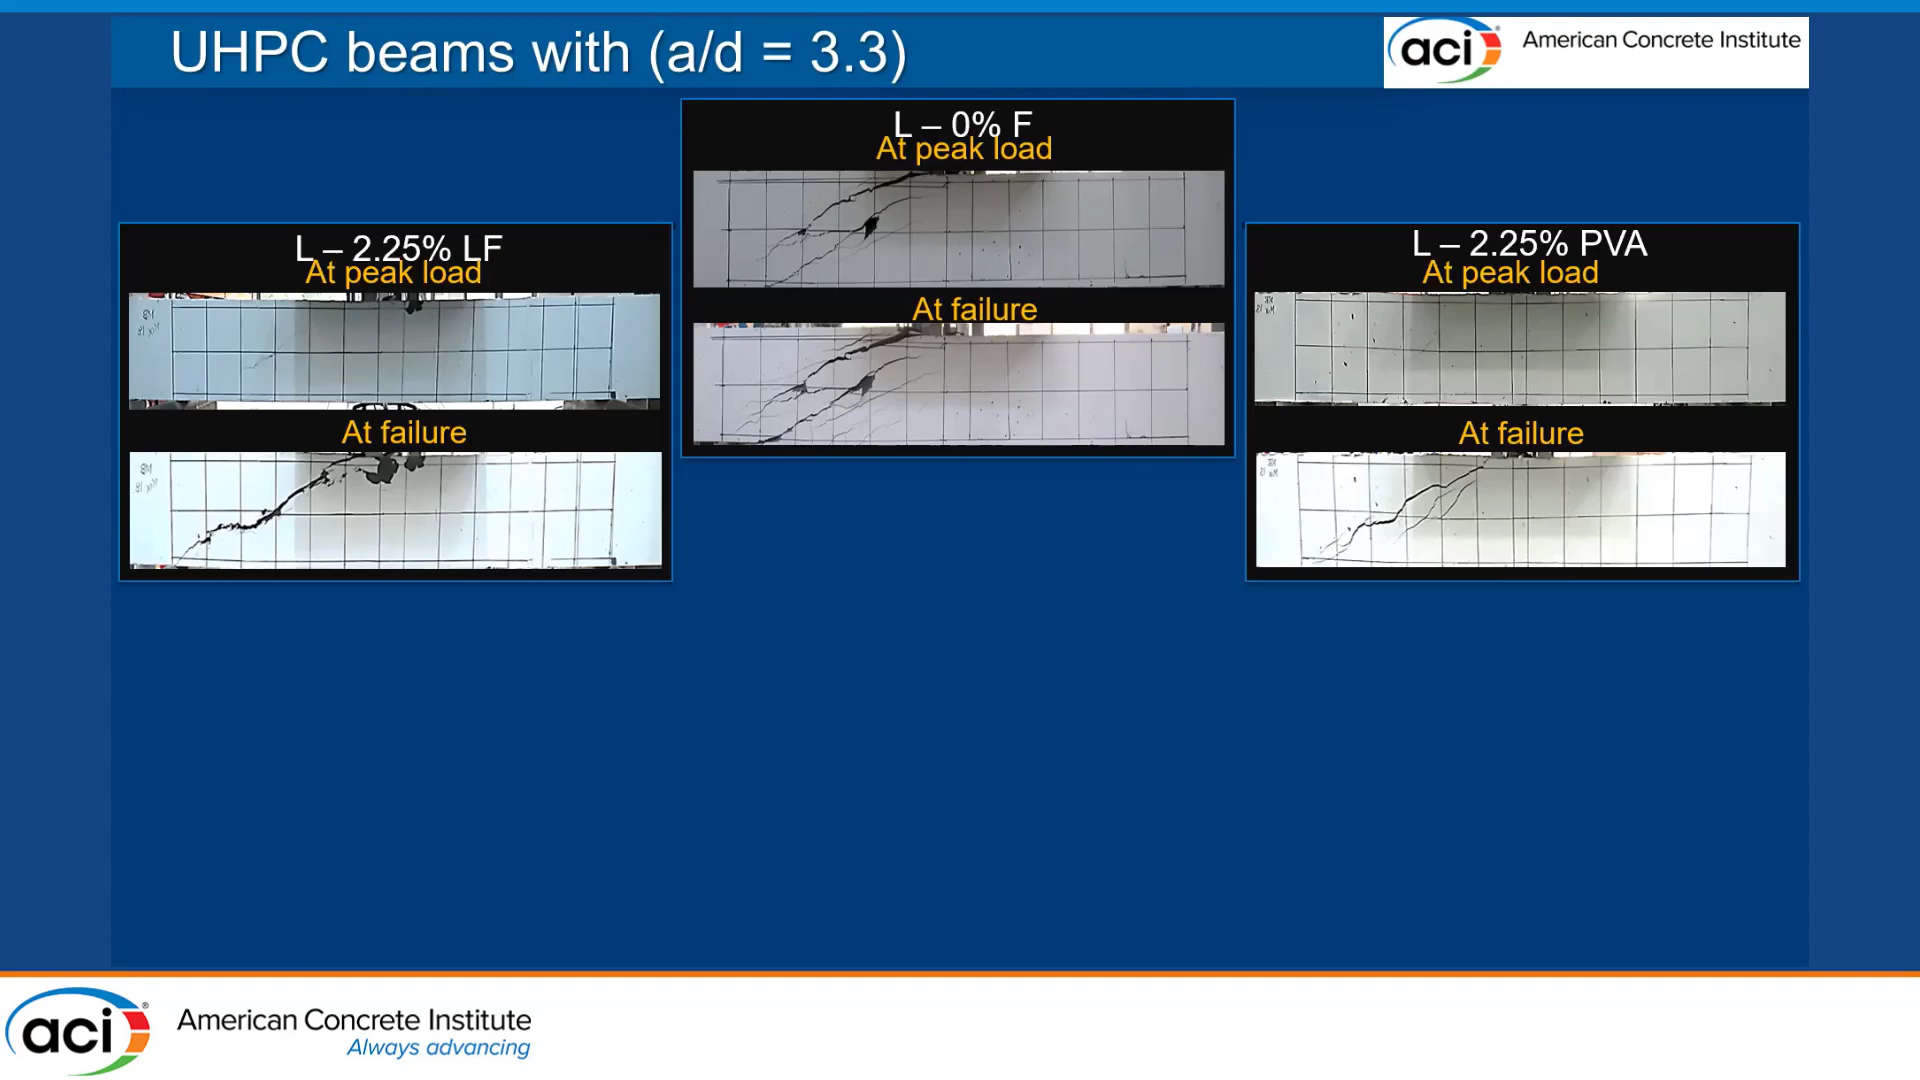 UHPC beams with (a/d = 3.3)
aci American Concrete Institute
L – 0% F
At peak load
At failure
L – 2.25% LF
At peak load
At failure
L – 2.25% PVA
At peak load
At failure
aci ® American Concrete Institute
Always advancing